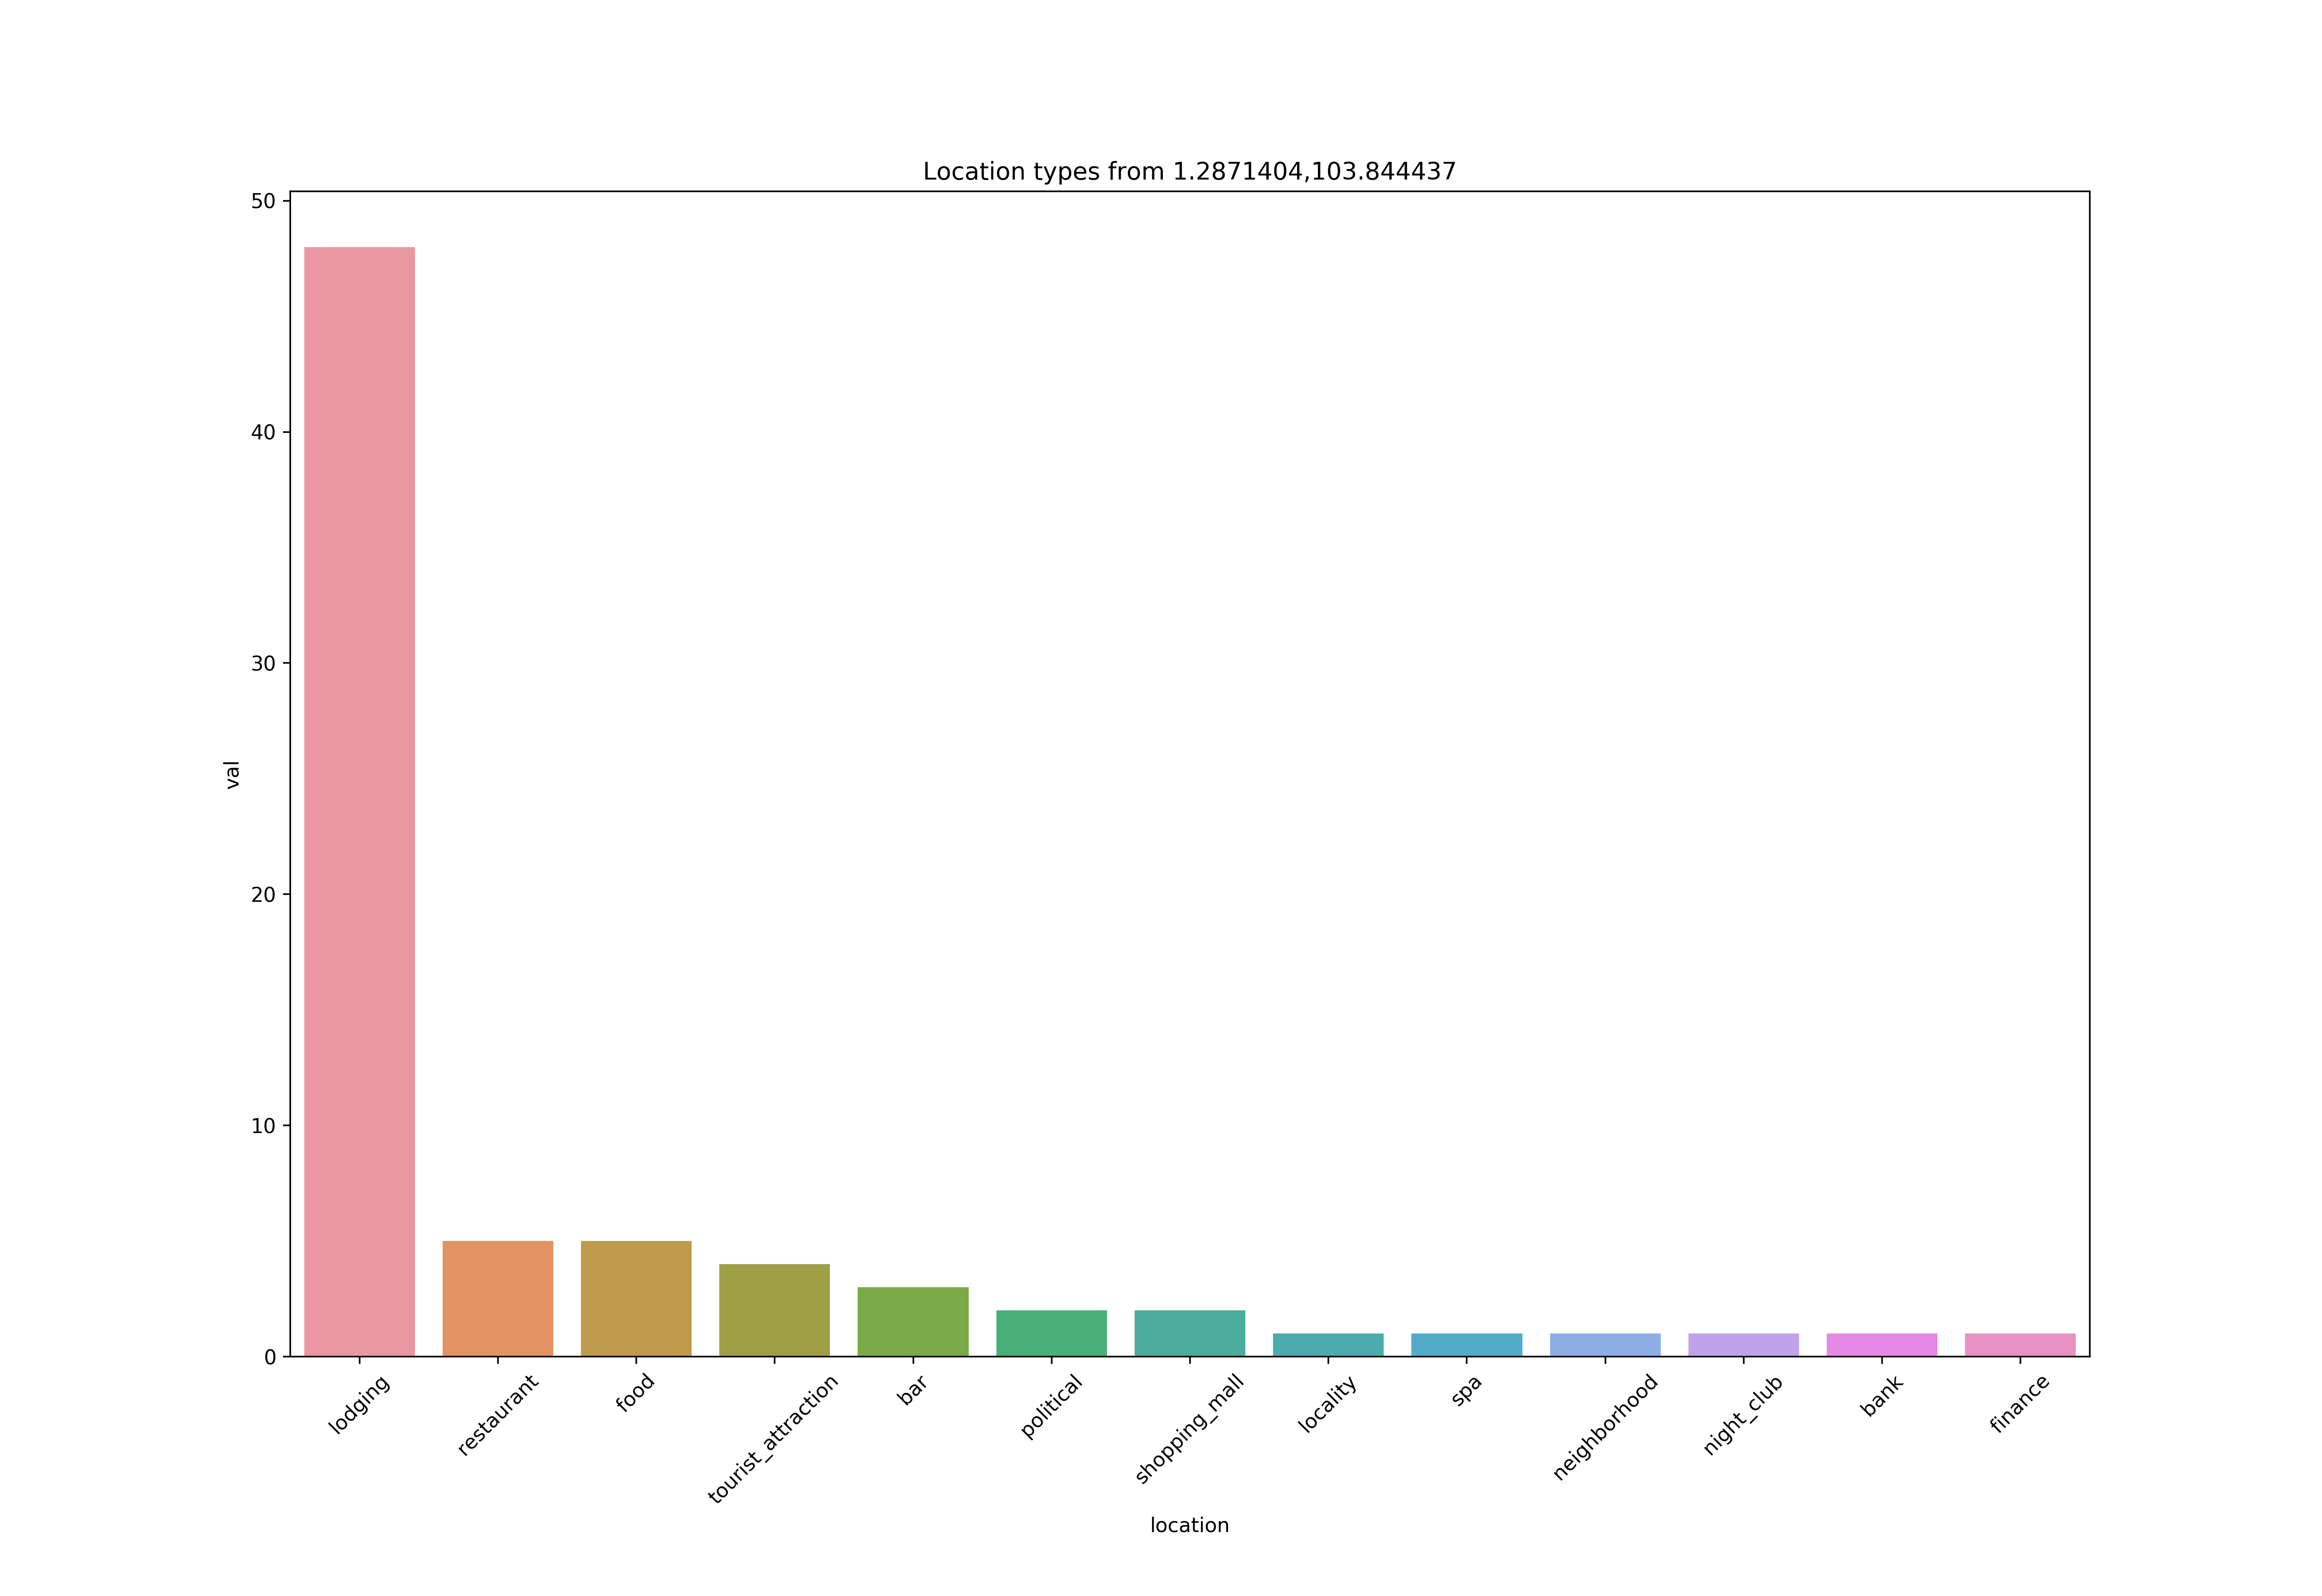 Location types from 1.2871404,103.844437
50
40
30
20
10
0
val
lodging
restaurant
food
tourist_attraction
bar
political
shopping_mall
locality
spa
neighborhood
night_club
bank
finance
location